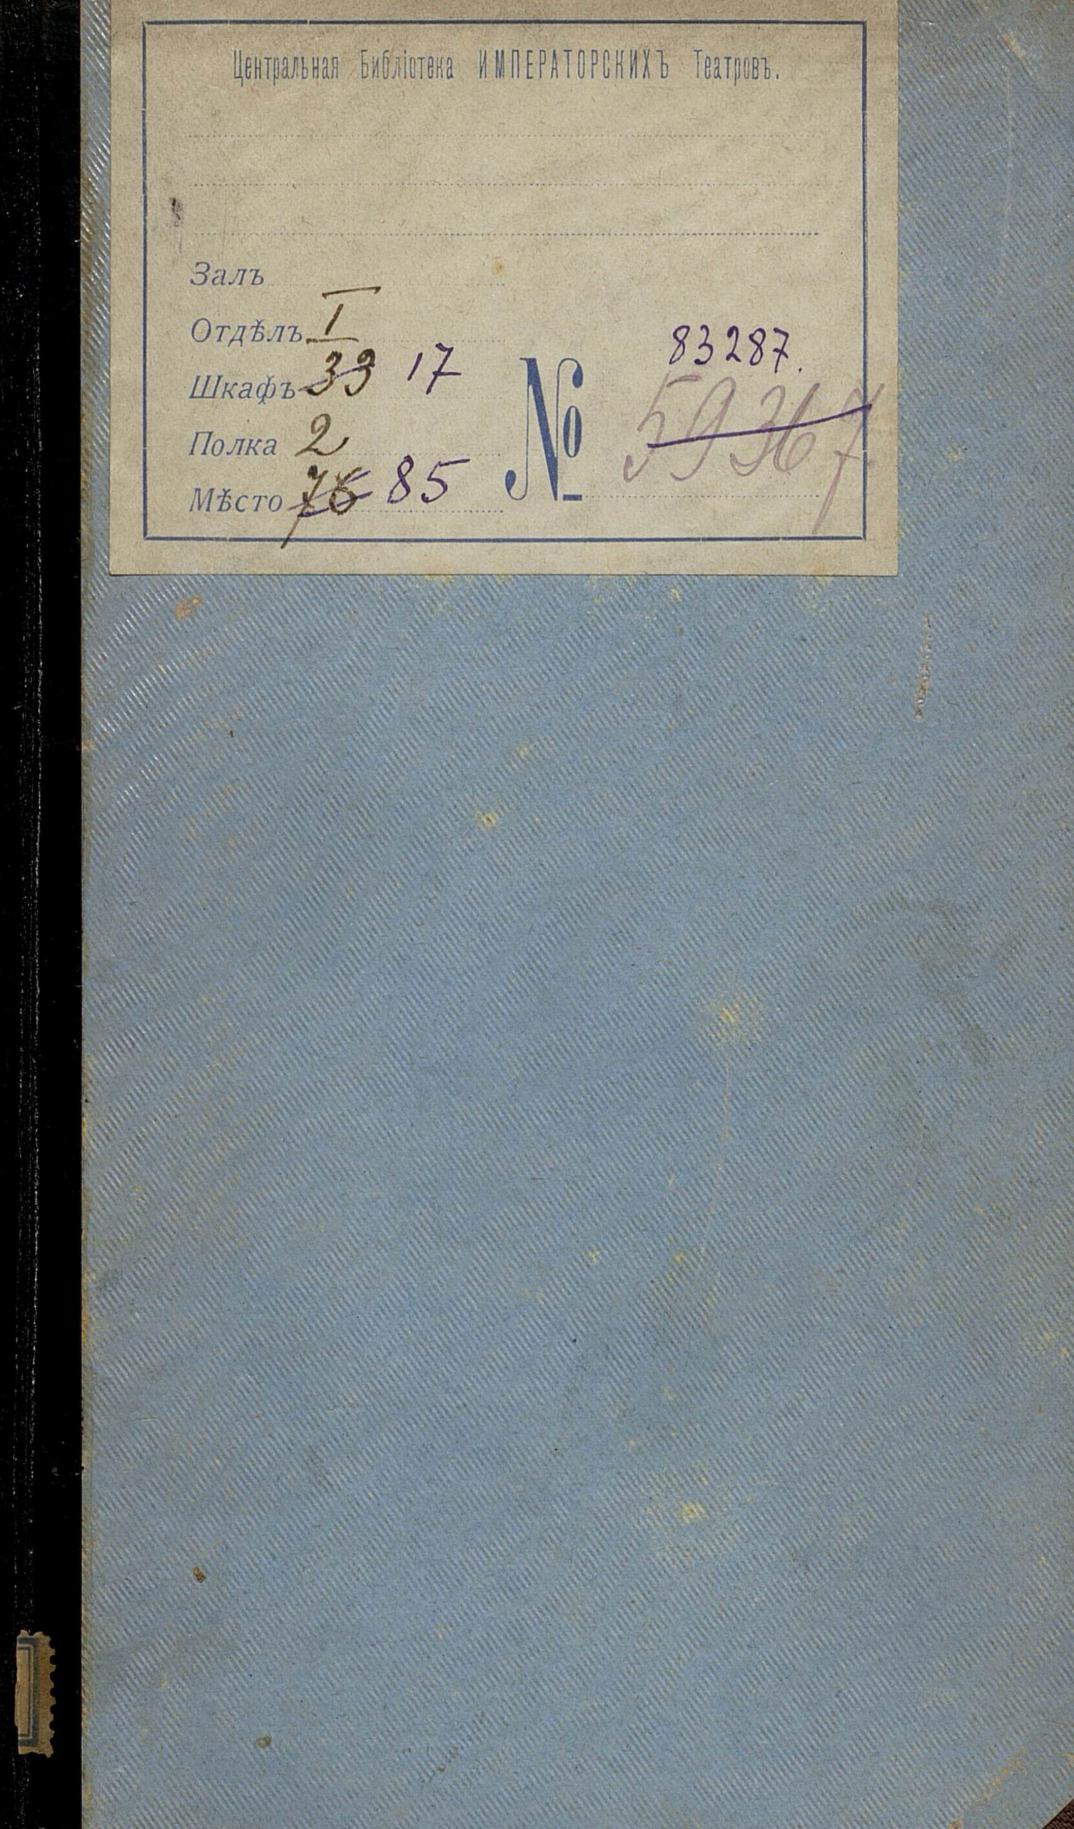 Центральная Библіотека ИМПЕРАТОРСКИХЪ Театровъ.
Залъ
Отдѣлъ I
Шкафъ 33 17
Полка 2
Мѣсто 76 85
№ 83287.
59367.